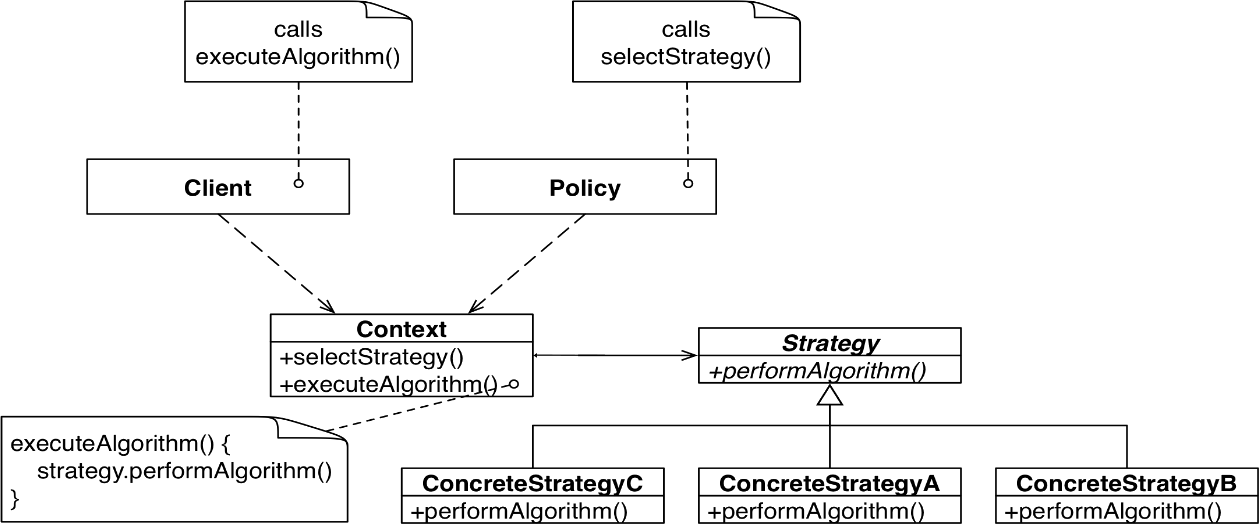 calls
executeAlgorithm()
calls
selectStrategy()
Client
Policy
Context
+selectStrategy()
+executeAlgorithm()
Strategy
+performAlgorithm()
executeAlgorithm() {
strategy.performAlgorithm()
}
ConcreteStrategyC
+performAlgorithm()
ConcreteStrategyA
+performAlgorithm()
ConcreteStrategyB
+performAlgorithm()